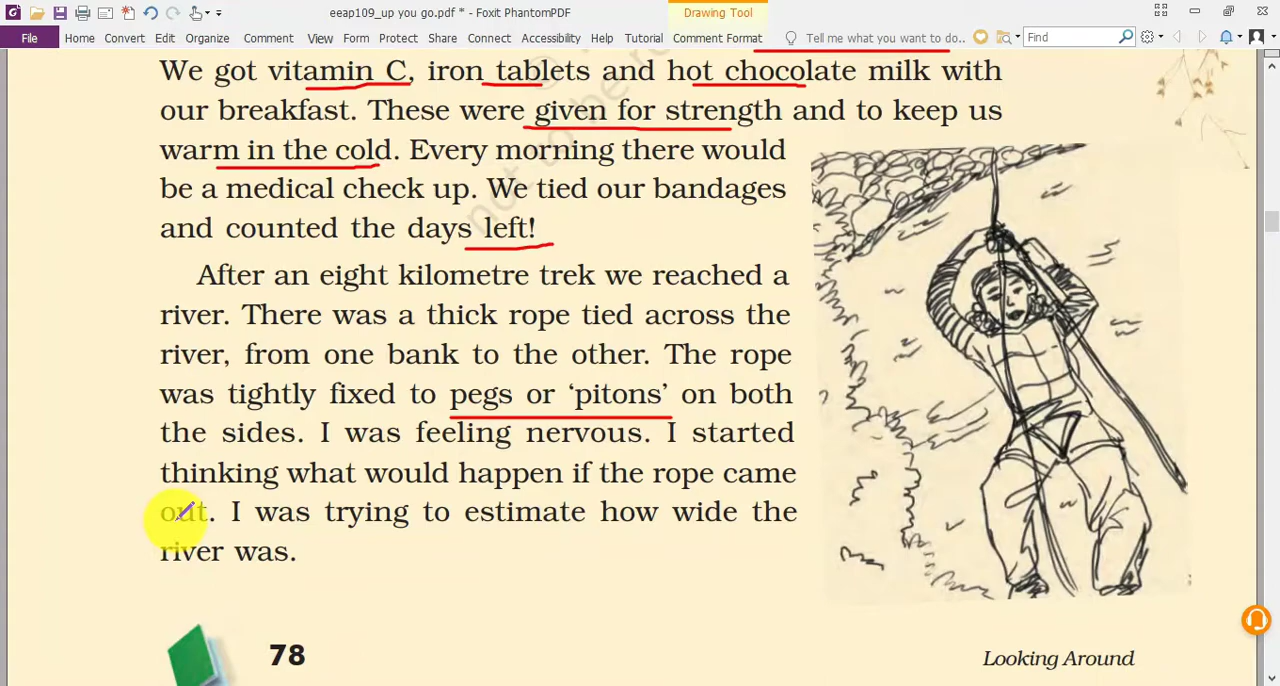 eeap109_up you go.pdf * - Foxit PhantomPDF
Drawing Tool
File Home Convert Edit Organize Comment View Form Protect Share Connect Accessibility Help Tutorial Comment Format Tell me what you want to do.. Find
We got vitamin C, iron tablets and hot chocolate milk with
our breakfast. These were given for strength and to keep us
warm in the cold. Every morning there would
be a medical check up. We tied our bandages
and counted the days left!
After an eight kilometre trek we reached a
river. There was a thick rope tied across the
river, from one bank to the other. The rope
was tightly fixed to pegs or ‘pitons’ on both
the sides. I was feeling nervous. I started
thinking what would happen if the rope came
out. I was trying to estimate how wide the
river was.
not to be re
78
Looking Around